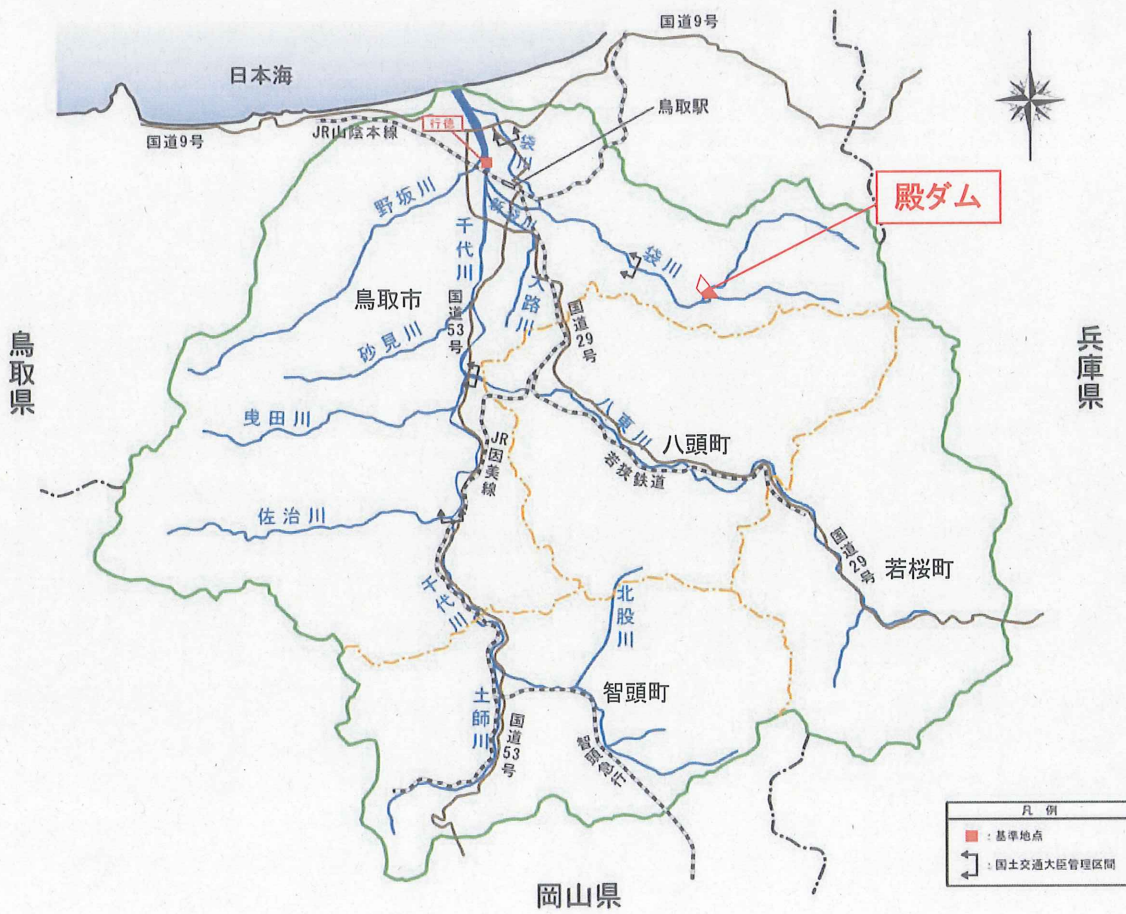 国道9号
日本海
鳥取駅
行徳
国道9号
JR山陰本線
袋川
殿ダム
野坂川
新袋川
千代川
袋川
鳥取市
大路川
国道53号
国道29号
砂見川
鳥取県
兵庫県
曳田川
八東川
八頭町
JR因美線
若狭鉄道
佐治川
国道29号
若桜町
千代川
北股川
智頭町
土師川
国道53号
智頭急行
凡例
：基準地点
：国土交通大臣管理区間
岡山県